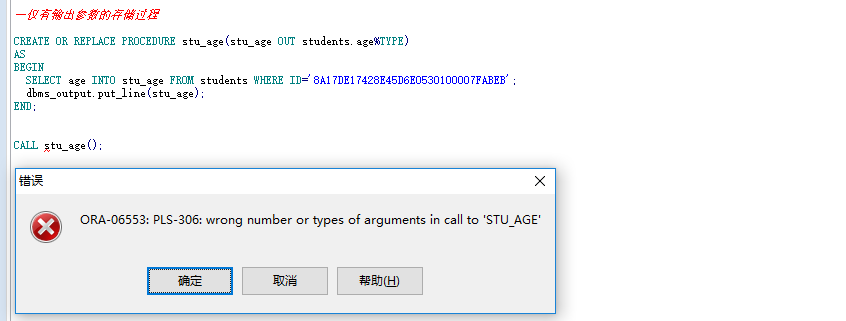 一仅有输出参数的存储过程
CREATE OR REPLACE PROCEDURE stu_age(stu_age OUT students.age%TYPE)
AS
BEGIN
SELECT age INTO stu_age FROM students WHERE ID='8A17DE17428E45D6E0530100007FABEB';
dbms_output.put_line(stu_age);
END;
CALL stu_age();
错误
ORA-06553: PLS-306: wrong number or types of arguments in call to 'STU_AGE'
确定
取消
帮助(H)